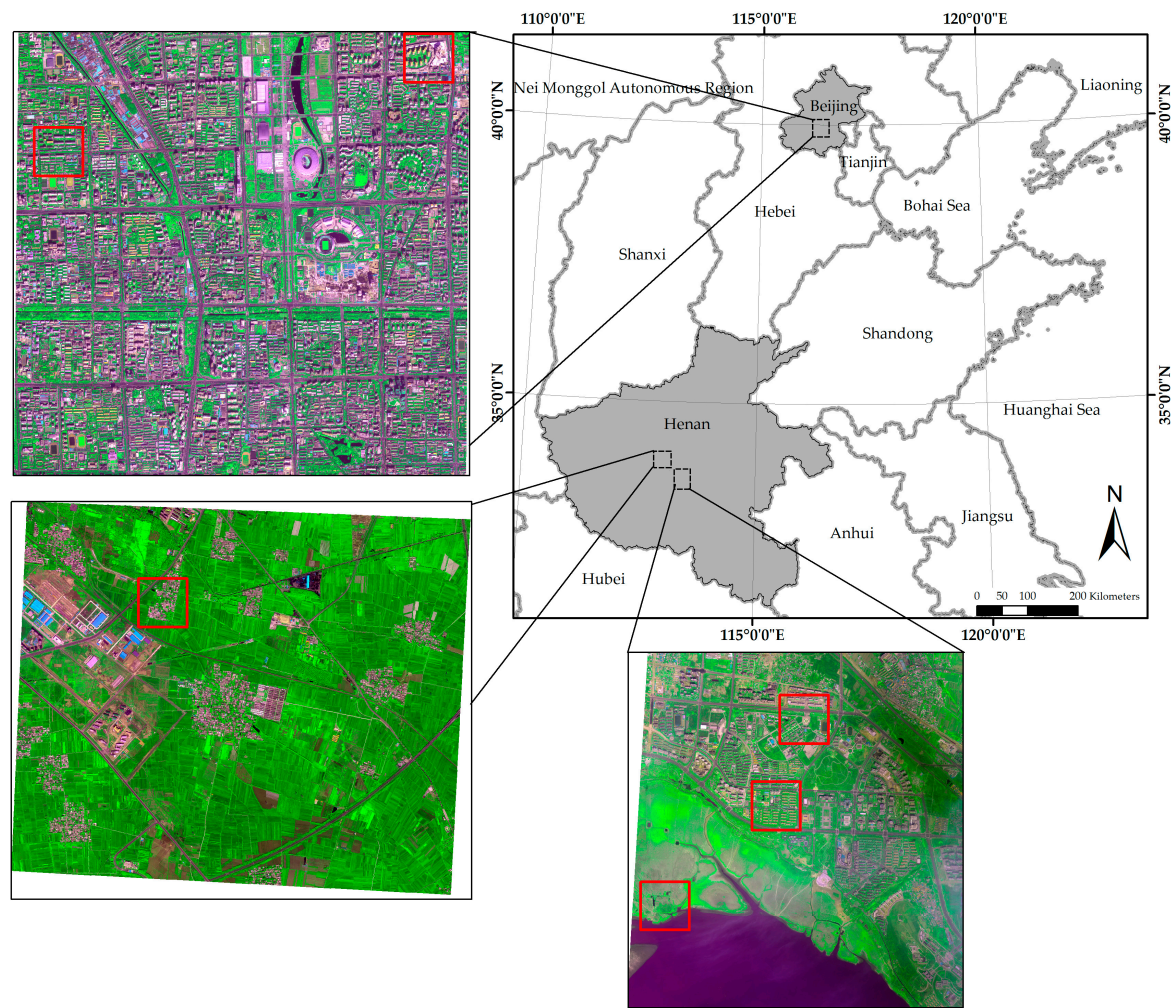 110°0'0"E
115°0'0"E
120°0'0"E
Nei Monggol Autonomous Region
Liaoning
Beijing
40°0'0"N
40°0'0"N
Tianjin
Bohai Sea
Hebei
Shanxi
Shandong
35°0'0"N
35°0'0"N
Huanghai Sea
Henan
N
Jiangsu
Anhui
Hubei
0 50 100 200 Kilometers
115°0'0"E
120°0'0"E